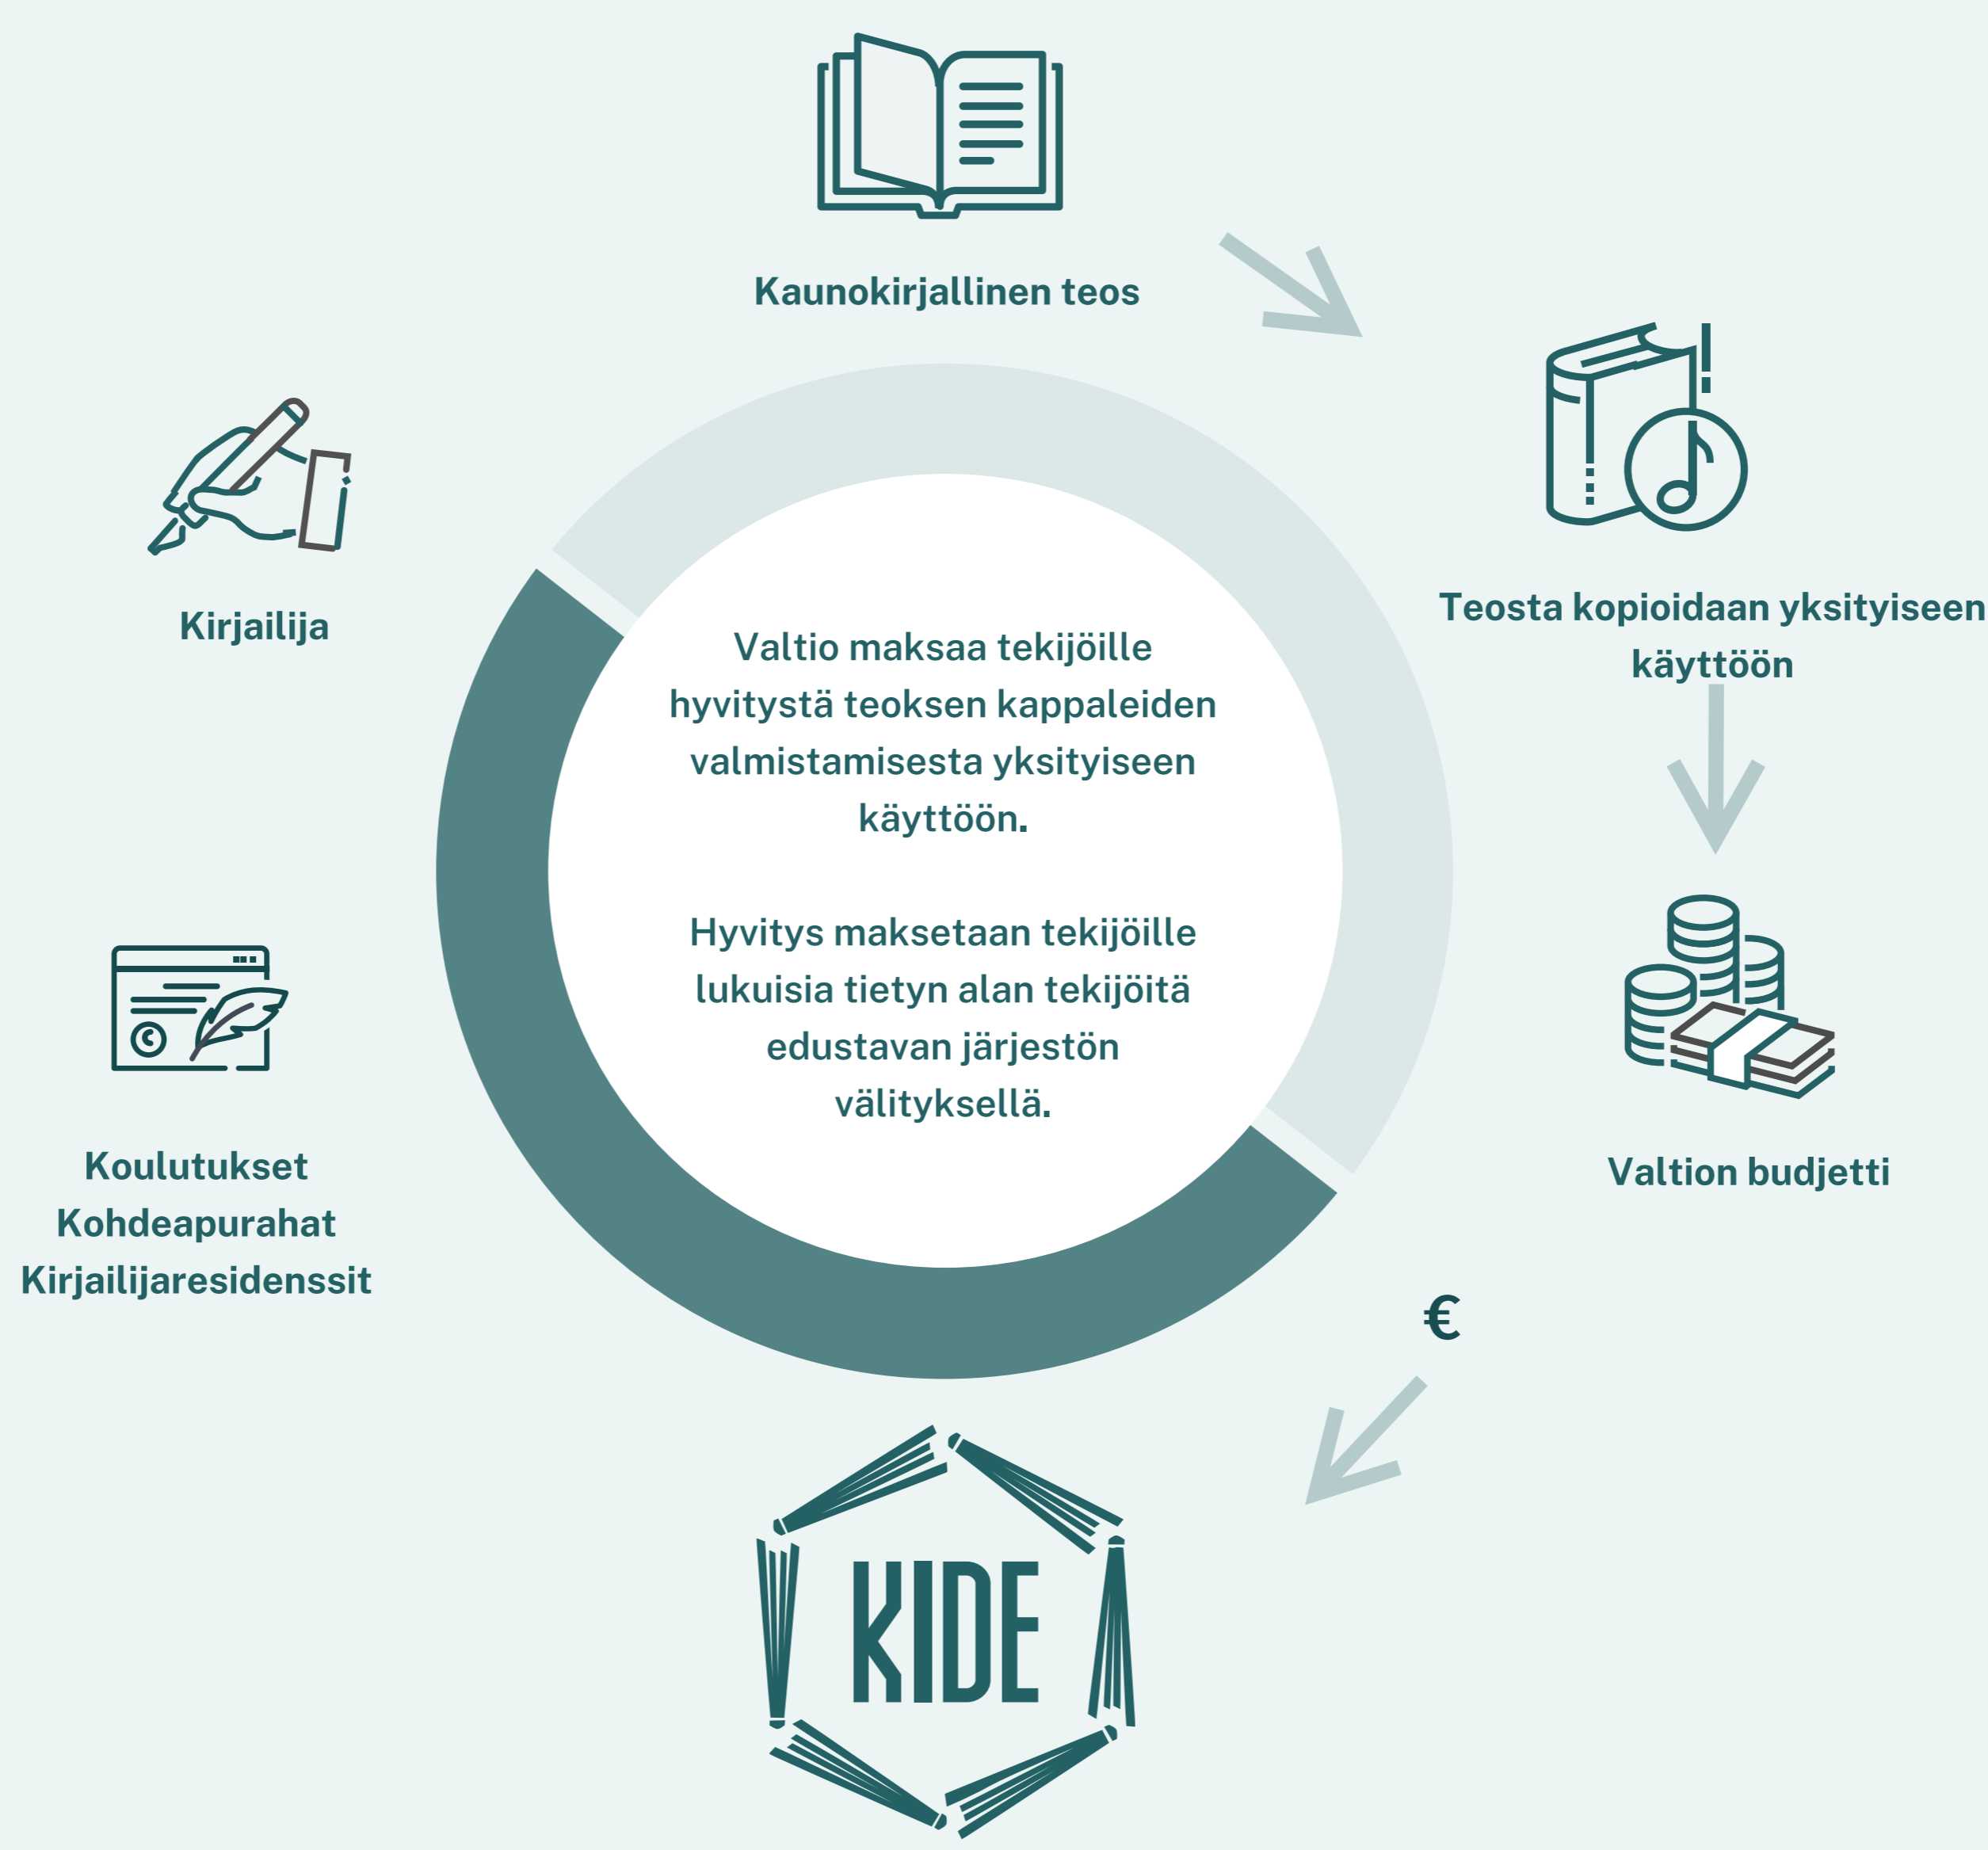 Kaunokirjallinen teos
Teosta kopioidaan yksityiseen
käyttöön
Kirjailija
Valtio maksaa tekijöille
hyvitystä teoksen kappaleiden
valmistamisesta yksityiseen
käyttöön.
Hyvitys maksetaan tekijöille
lukuisia tietyn alan tekijöitä
edustavan järjestön
välityksellä.
Valtion budjetti
Koulutukset
Kohdeapurahat
Kirjailijaresidenssit
€
KIDE